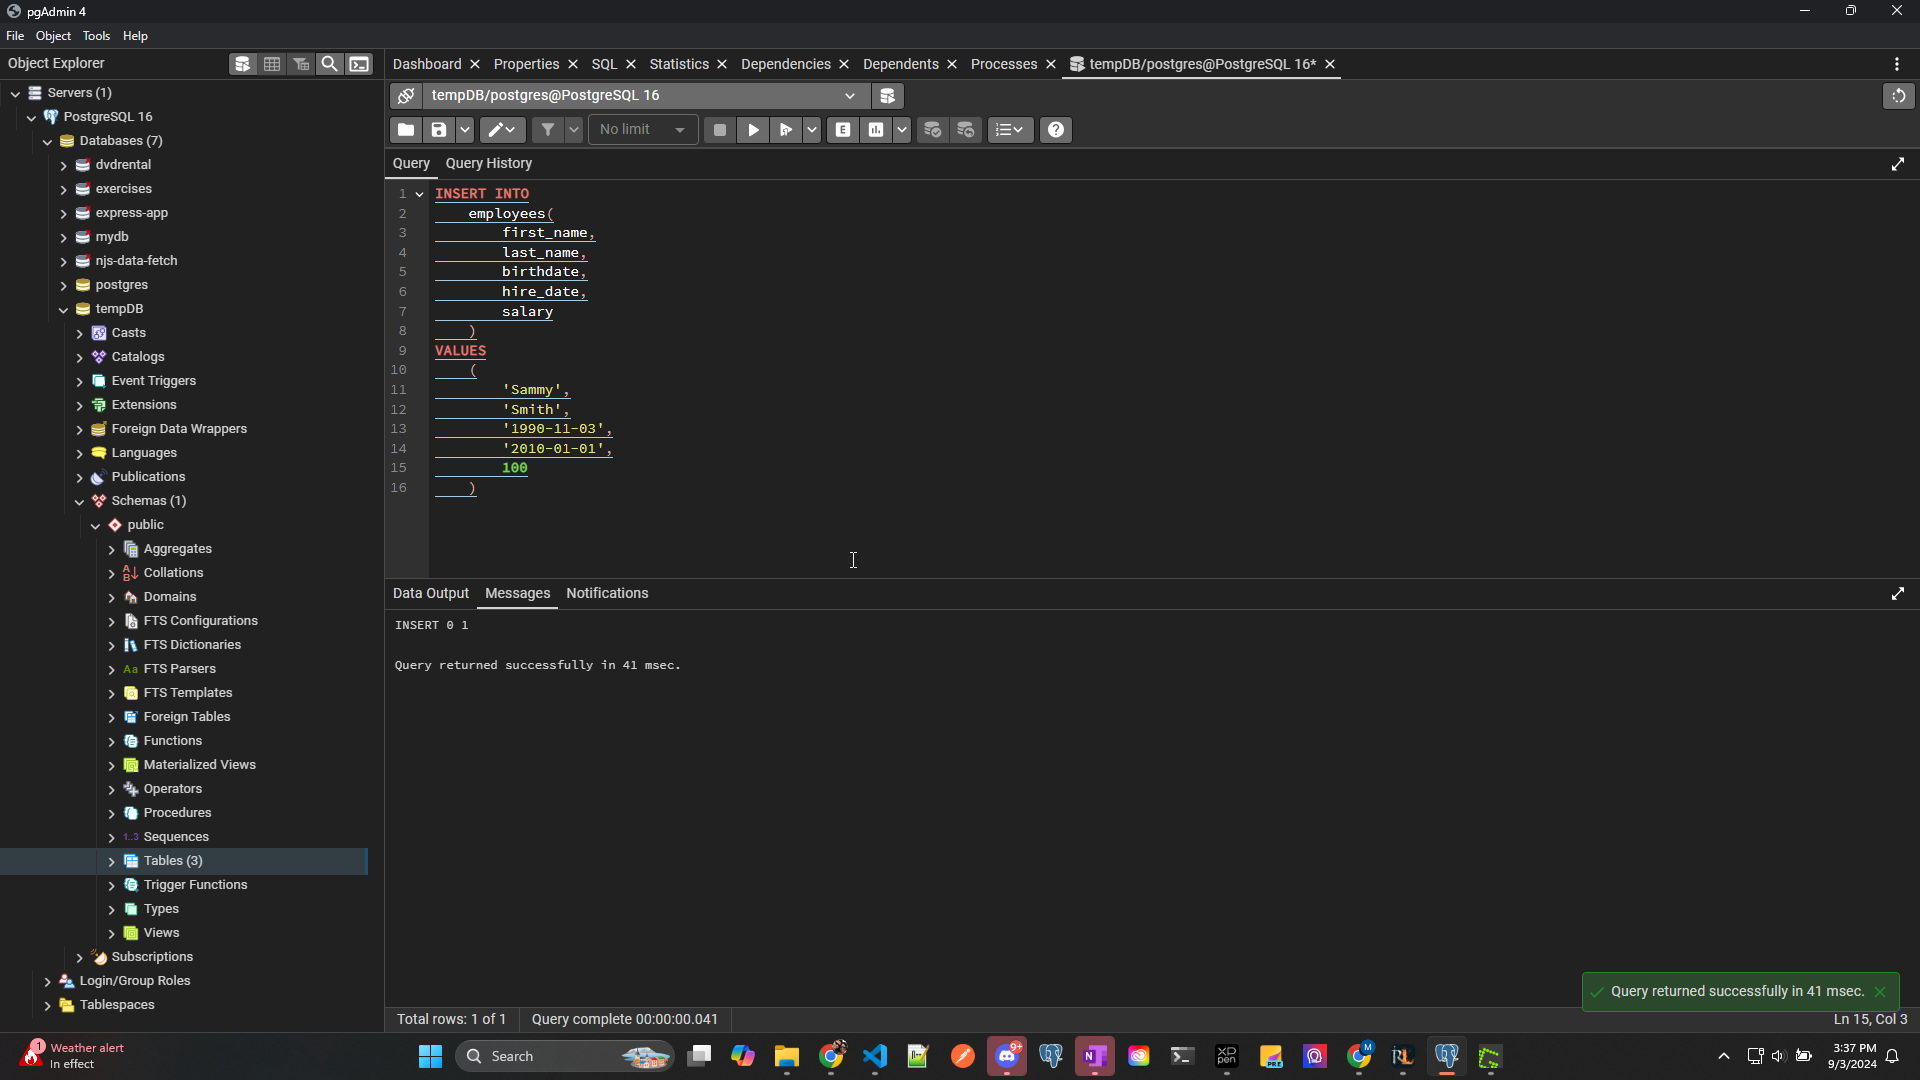 pgAdmin 4
File Object Tools Help
Object Explorer
Dashboard Properties SQL Statistics Dependencies Dependents Processes tempDB/postgres@PostgreSQL 16*
Servers (1)
PostgreSQL 16
Databases (7)
dvdrental
exercises
express-app
mydb
njs-data-fetch
postgres
tempDB
Casts
Catalogs
Event Triggers
Extensions
Foreign Data Wrappers
Languages
Publications
Schemas (1)
public
Aggregates
Collations
Domains
FTS Configurations
FTS Dictionaries
Aa FTS Parsers
FTS Templates
Foreign Tables
Functions
Materialized Views
Operators
Procedures
1..3 Sequences
Tables (3)
Trigger Functions
Types
Views
Subscriptions
Login/Group Roles
Tablespaces
tempDB/postgres@PostgreSQL 16
No limit
E
Query Query History
1 INSERT INTO
2 employees(
3 first_name,
4 last_name,
5 birthdate,
6 hire_date,
7 salary
8 )
9 VALUES
10 (
11 'Sammy',
12 'Smith',
13 '1990-11-03',
14 '2010-01-01',
15 100
16 )
Data Output Messages Notifications
INSERT 0 1
Query returned successfully in 41 msec.
Query returned successfully in 41 msec.
Total rows: 1 of 1 Query complete 00:00:00.041 Ln 15, Col 3
1 Weather alert
In effect
Search
9+
M
3:37 PM
9/3/2024